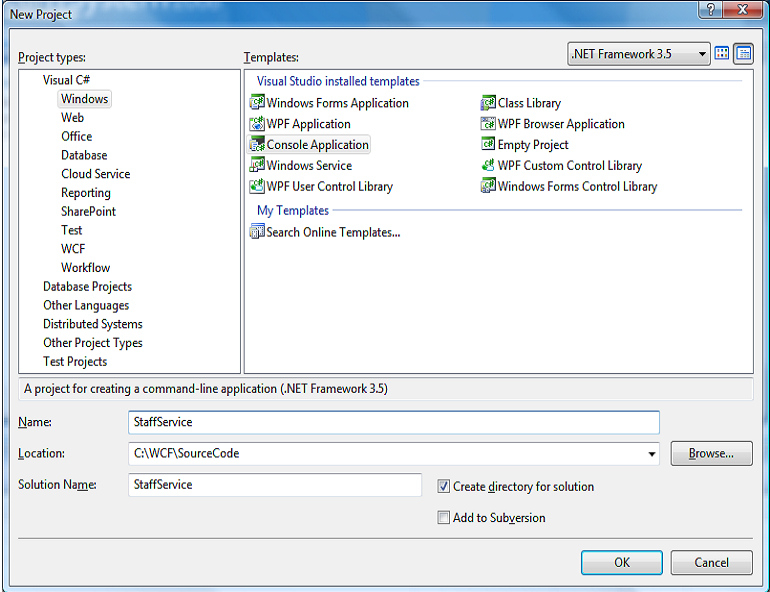 New Project
Project types:
Templates:
.NET Framework 3.5
Visual C#
Windows
Web
Office
Database
Cloud Service
Reporting
SharePoint
Test
WCF
Workflow
Database Projects
Other Languages
Distributed Systems
Other Project Types
Test Projects
Visual Studio installed templates
Windows Forms Application
Class Library
WPF Application
WPF Browser Application
Console Application
Empty Project
Windows Service
WPF Custom Control Library
WPF User Control Library
Windows Forms Control Library
My Templates
Search Online Templates...
A project for creating a command-line application (.NET Framework 3.5)
Name:
StaffService
Location:
C:\WCF\SourceCode
Browse...
Solution Name:
StaffService
Create directory for solution
Add to Subversion
OK
Cancel